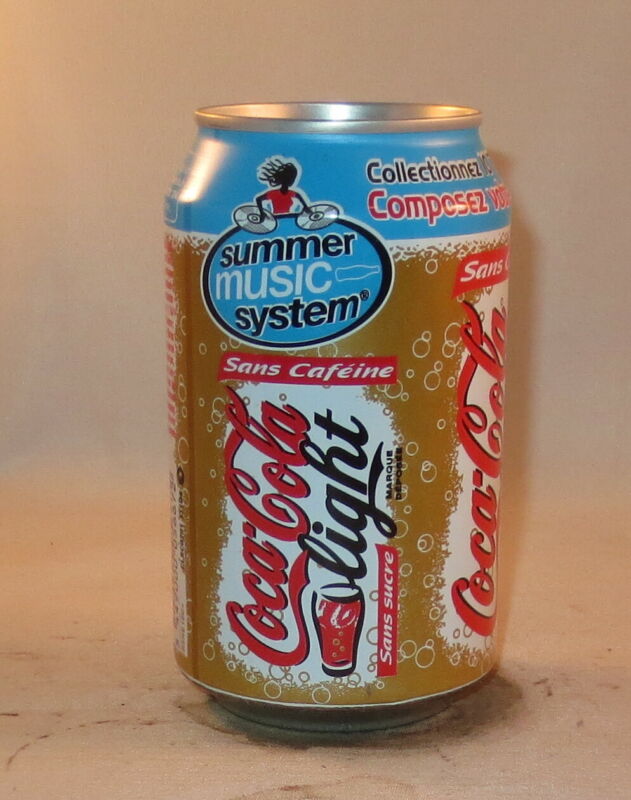 Collectionnez
Composez
summer
music
system®
Sans Caféine
Coca-Cola
light
MARQUE
DÉPOSÉE
Sans sucre
Sans
Coca-Cola